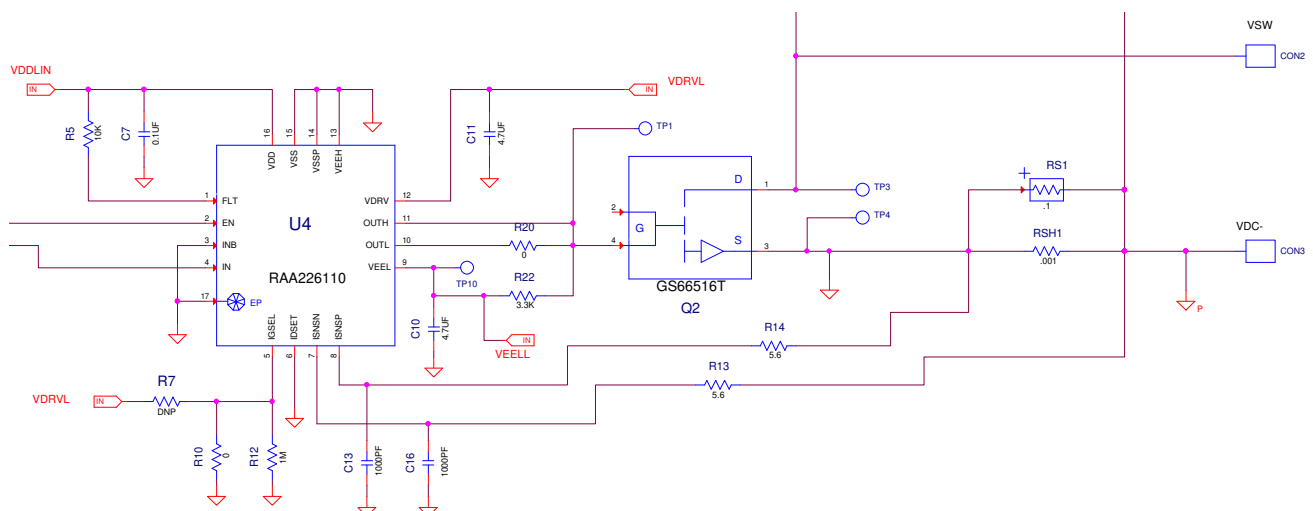 VSW
CON2
VDDLIN
IN
VDRVL
IN
R5
10K
C7
0.1UF
C11
4.7UF
TP1
16
15
14
13
VDD
VSS
VSSP
VEEH
1
FLT
VDRV
12
2
EN
OUTH
11
U4
3
INB
OUTL
10
4
IN
VEEL
9
RAA226110
17
EP
IGSEL
IDSET
ISNSN
ISNSP
5
6
7
8
R20
0
R22
3.3K
TP10
C10
4.7UF
IN
VEELL
2
G
4
D
1
S
3
GS66516T
Q2
TP3
TP4
RS1
+
.1
RSH1
.001
VDC-
CON3
P
R14
5.6
R13
5.6
R7
VDRVL
IN
DNP
R10
0
R12
1M
C13
1000PF
C16
1000PF